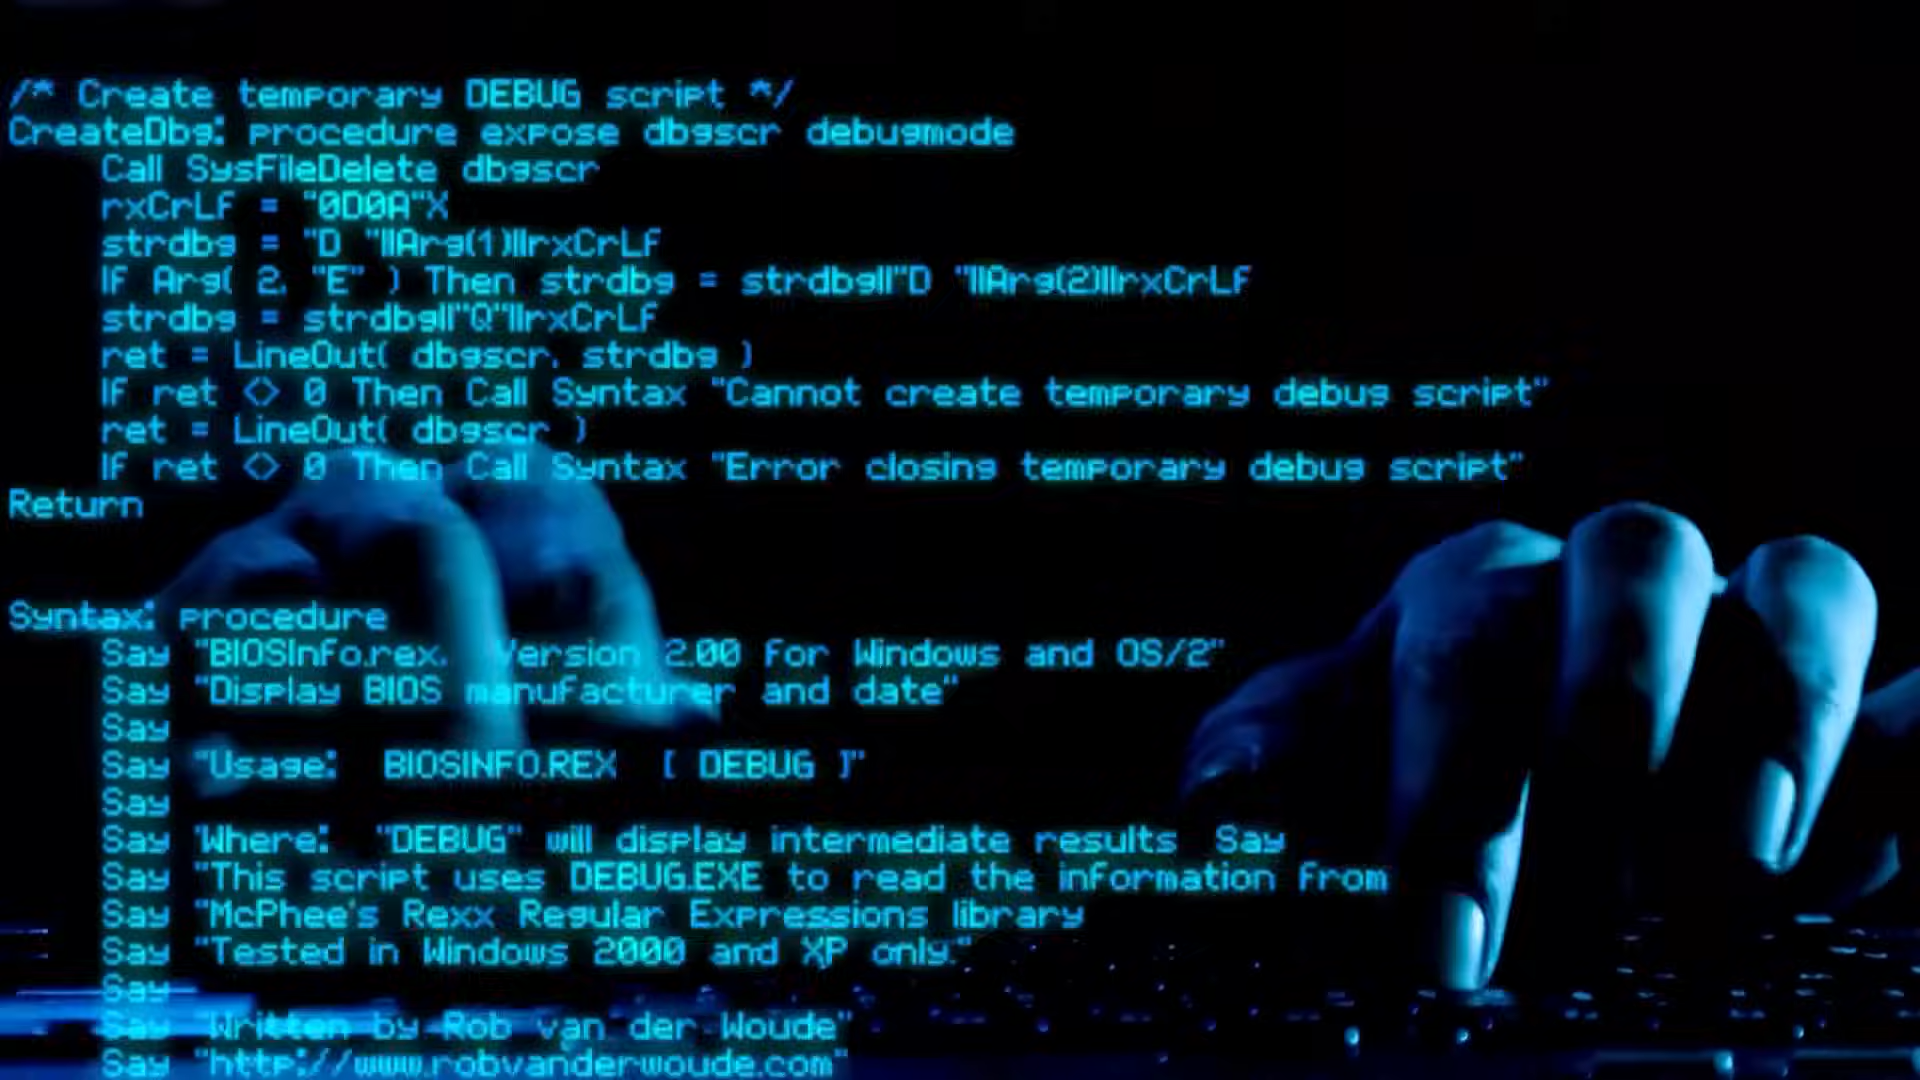 /* Create temporary DEBUG script */
CreateDbg: procedure expose dbgscr debugmode
Call SysFileDelete dbgscr
rxCrLf = "0D0A"X
strdbg = "D "||Arg(1)||rxCrLf
If Arg( 2, "E" ) Then strdbg = strdbg||"D "||Arg(2)||rxCrLf
strdbg = strdbg||"Q"||rxCrLf
ret = LineOut( dbgscr, strdbg )
If ret <> 0 Then Call Syntax "Cannot create temporary debug script"
ret = LineOut( dbgscr )
If ret <> 0 Then Call Syntax "Error closing temporary debug script"
Return
Syntax: procedure
Say "BIOSInfo.rex, Version 2.00 for Windows and OS/2"
Say "Display BIOS manufacturer and date"
Say
Say "Usage: BIOSINFO.REX [ DEBUG ]"
Say
Say "Where: "DEBUG" will display intermediate results Say
Say "This script uses DEBUG.EXE to read the information from
Say "McPhee's Rexx Regular Expressions library
Say "Tested in Windows 2000 and XP only."
Say
Say "Written by Rob van der Woude"
Say "http://www.robvanderwoude.com"